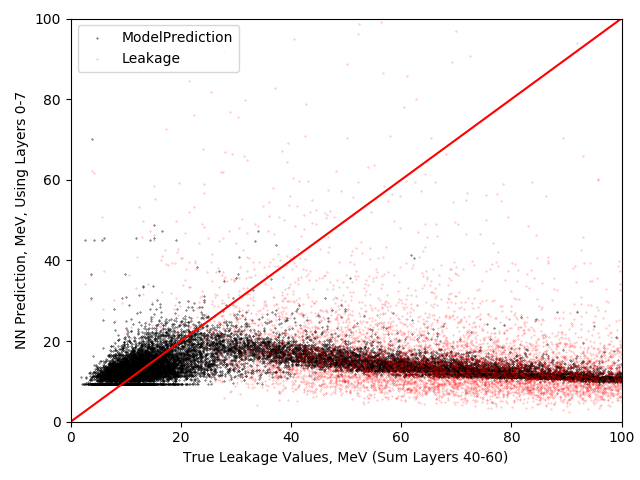 100
80
60
40
20
0
NN Prediction, MeV, Using Layers 0-7
ModelPrediction
Leakage
0 20 40 60 80 100
True Leakage Values, MeV (Sum Layers 40-60)